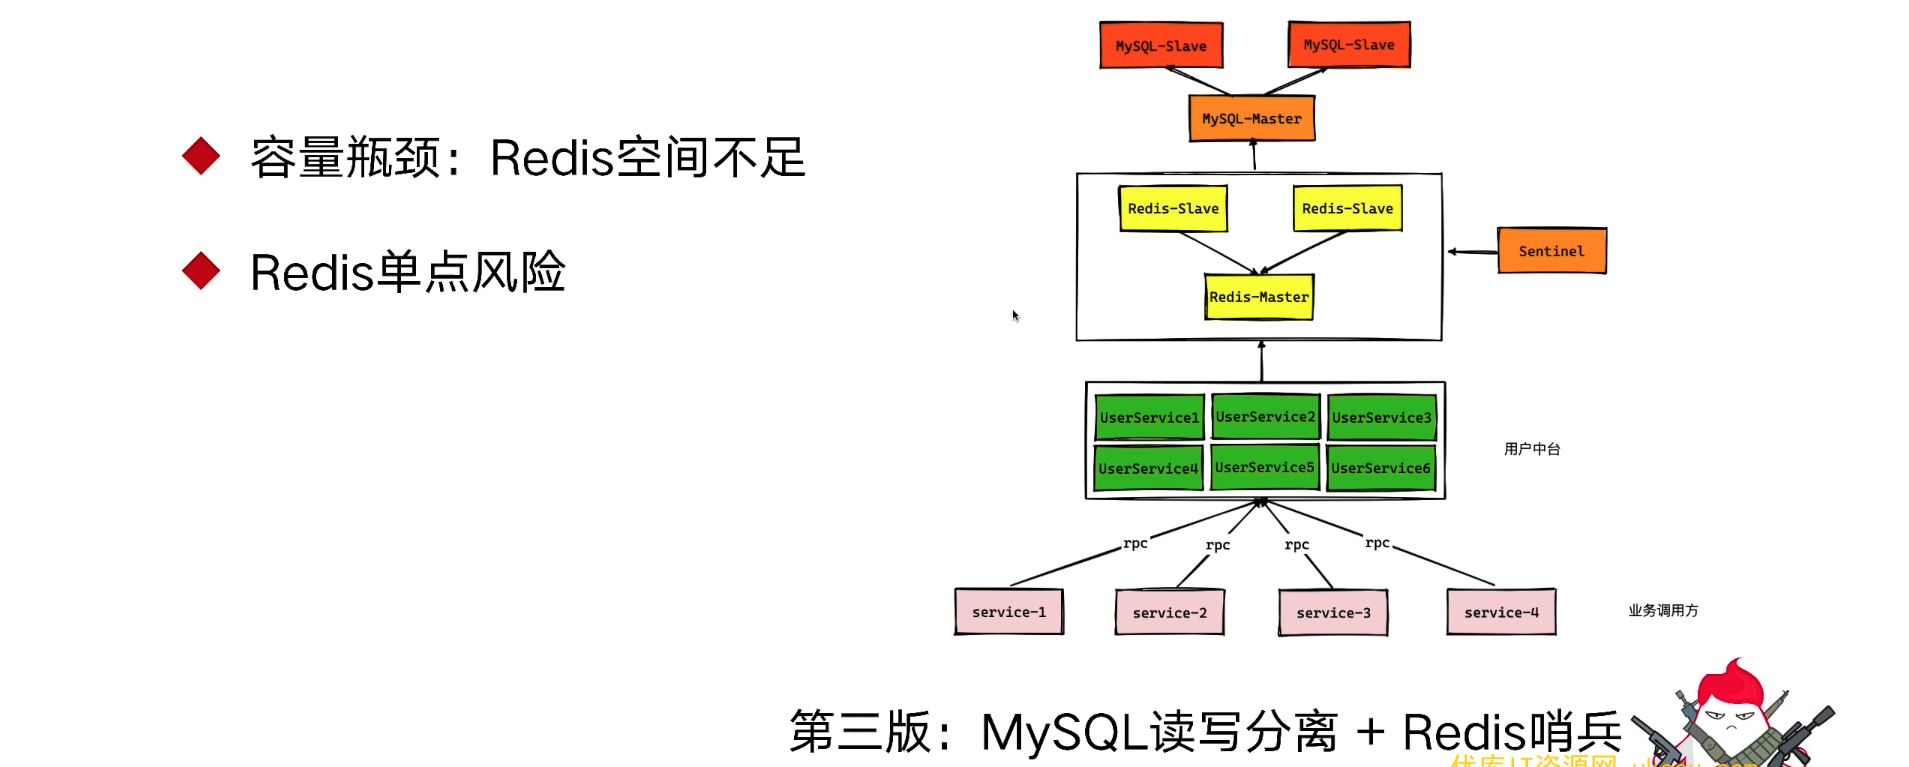 容量瓶颈：Redis空间不足
Redis单点风险
MySQL-Slave
MySQL-Slave
MySQL-Master
Redis-Slave
Redis-Slave
Sentinel
Redis-Master
UserService1
UserService2
UserService3
UserService4
UserService5
UserService6
用户中台
rpc
rpc
rpc
rpc
service-1
service-2
service-3
service-4
业务调用方
第三版：MySQL读写分离 + Redis哨兵